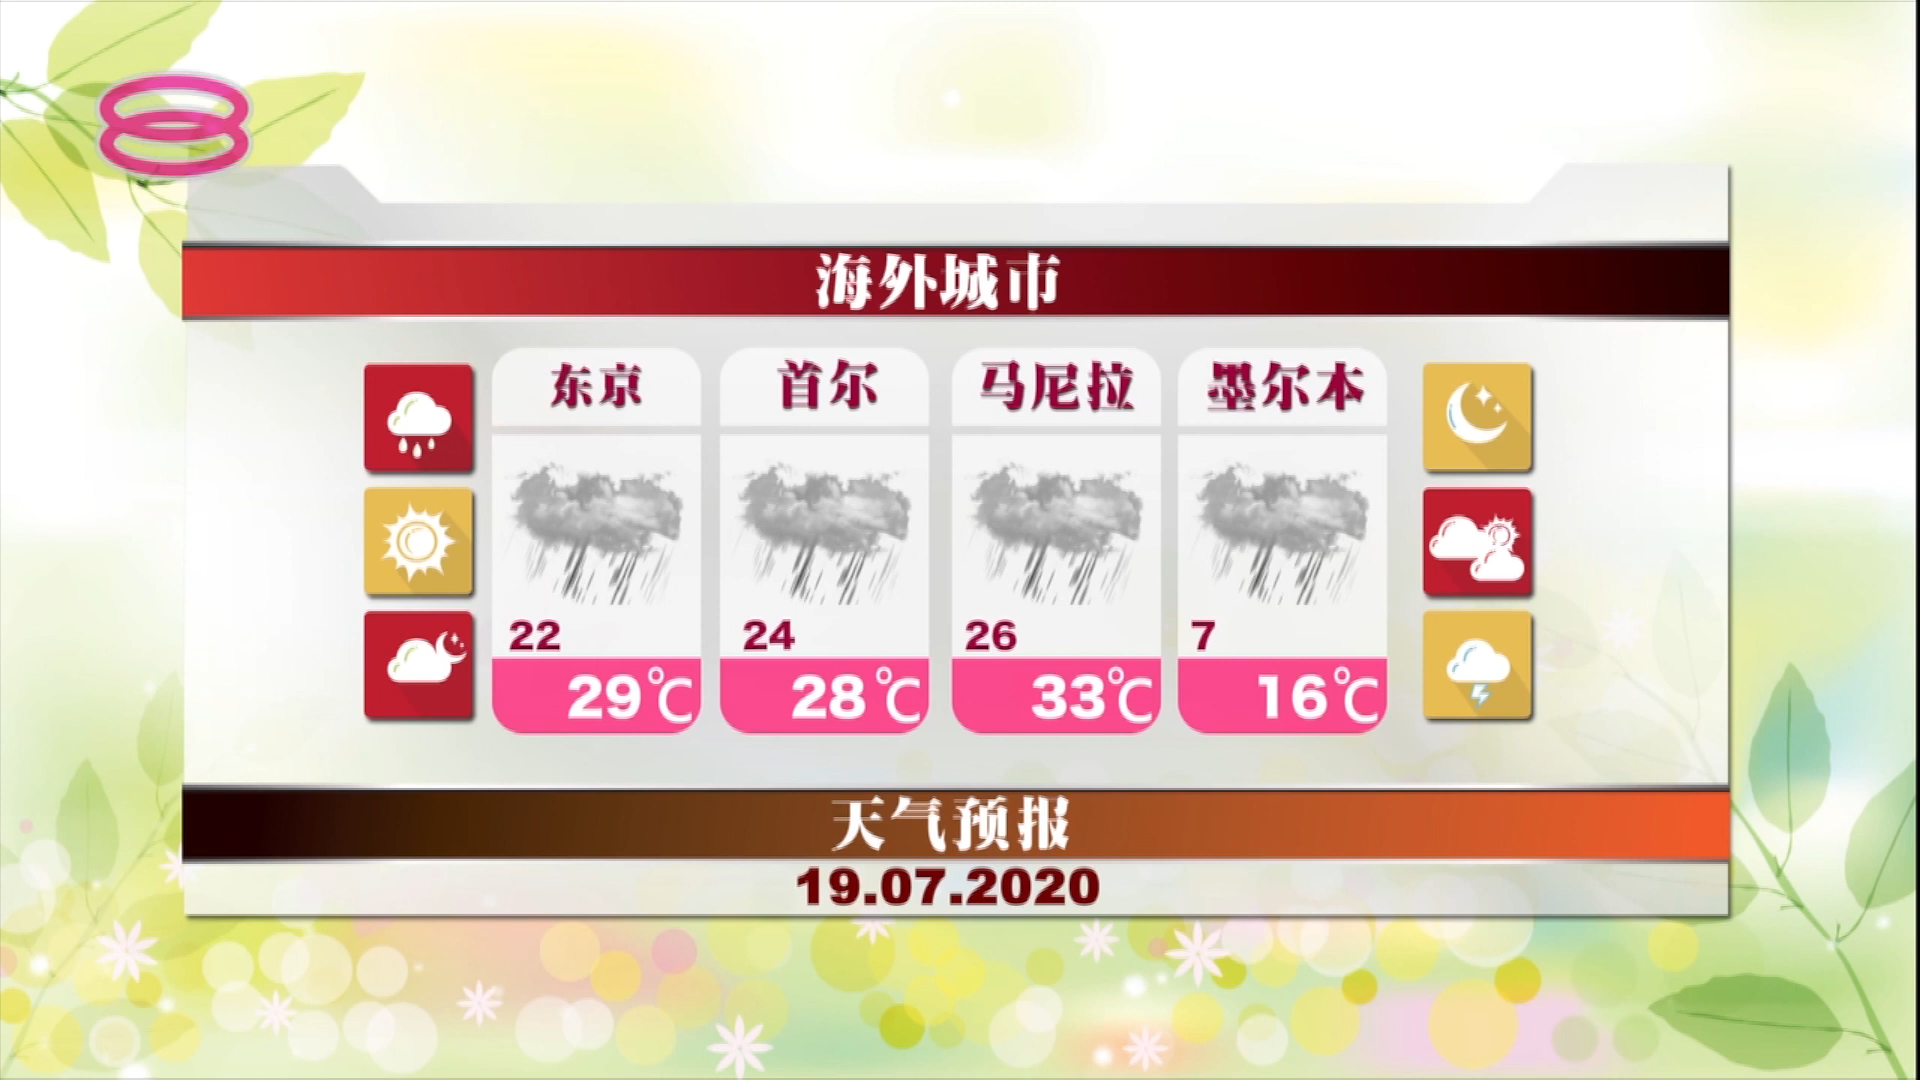 海外城市
东京 首尔 马尼拉 墨尔本
22 24 26 7
29℃ 28℃ 33℃ 16℃
天气预报
19.07.2020